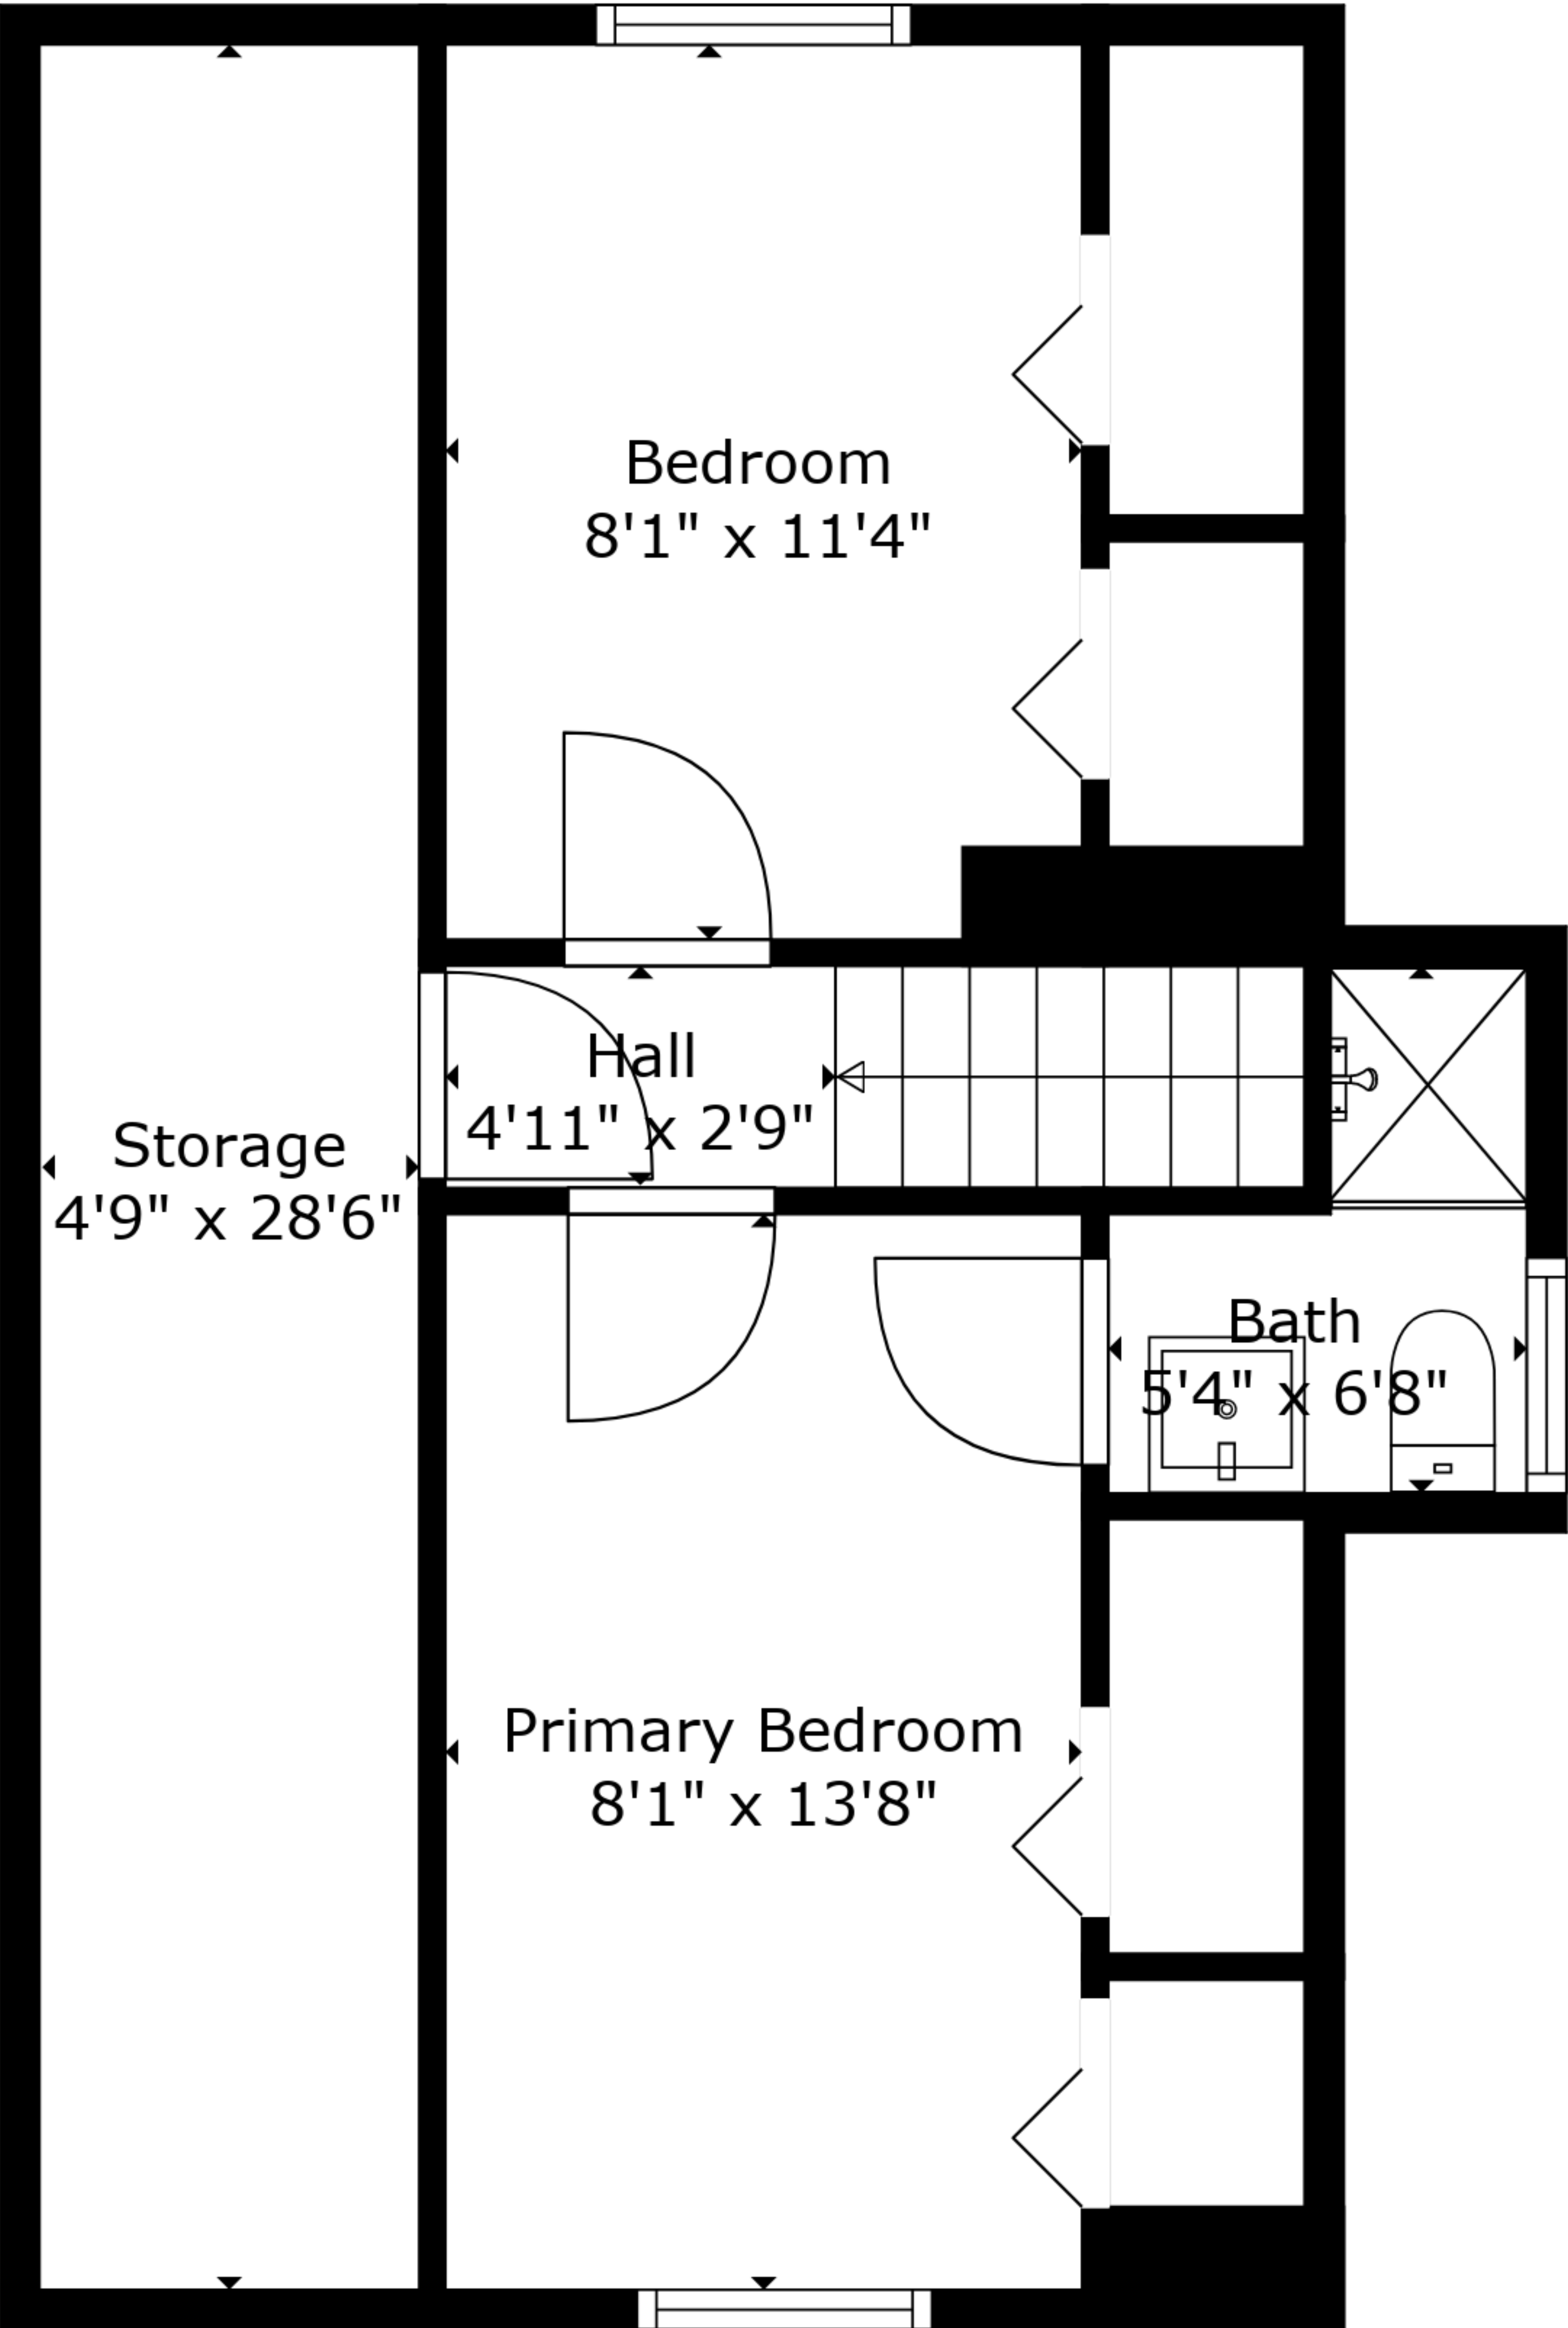 Bedroom
8'1" x 11'4"
Hall
4'11" x 2'9"
Storage
4'9" x 28'6"
Bath
5'4" x 6'8"
Primary Bedroom
8'1" x 13'8"